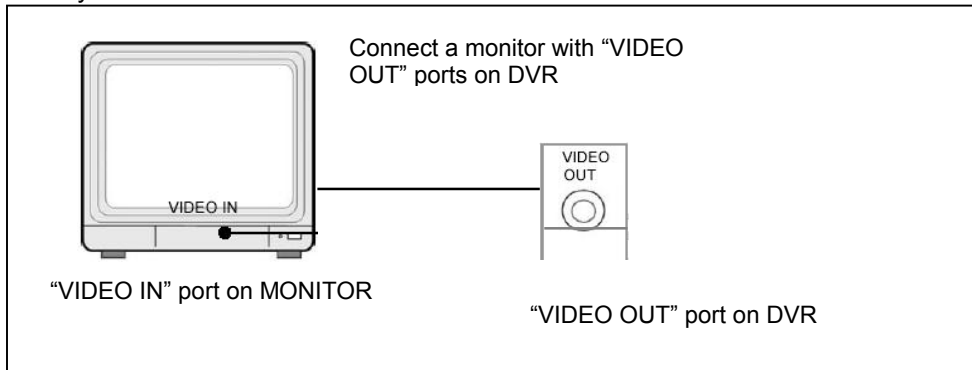 Connect a monitor with “VIDEO
OUT” ports on DVR
VIDEO
OUT
VIDEO IN
“VIDEO IN” port on MONITOR
“VIDEO OUT” port on DVR